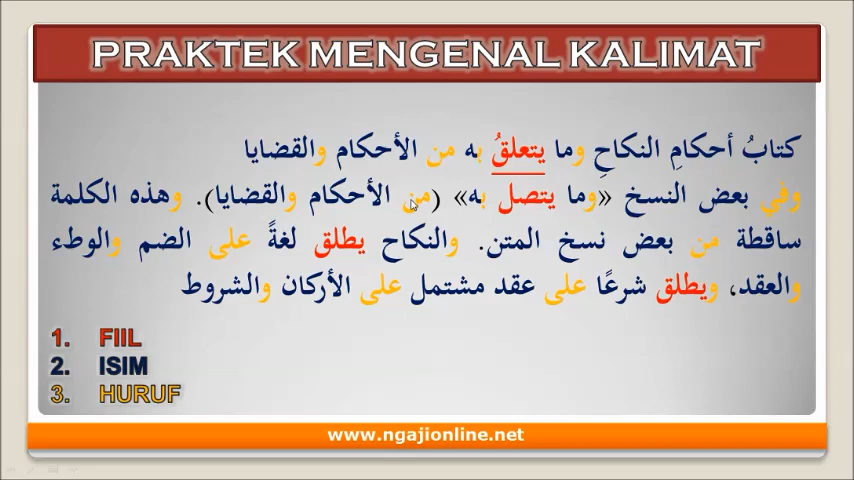 PRAKTEK MENGENAL KALIMAT
كتابُ أحكامِ النكاحِ وما يتعلقُ به من الأحكام والقضايا
وفي بعض النسخ «وما يتصل به» (من الأحكام والقضايا). وهذه الكلمة
ساقطة من بعض نسخ المتن. والنكاح يطلق لغةً على الضم والوطء
والعقد، ويطلق شرعًا على عقد مشتمل على الأركان والشروط
1. FIIL
2. ISIM
3. HURUF
www.ngajionline.net